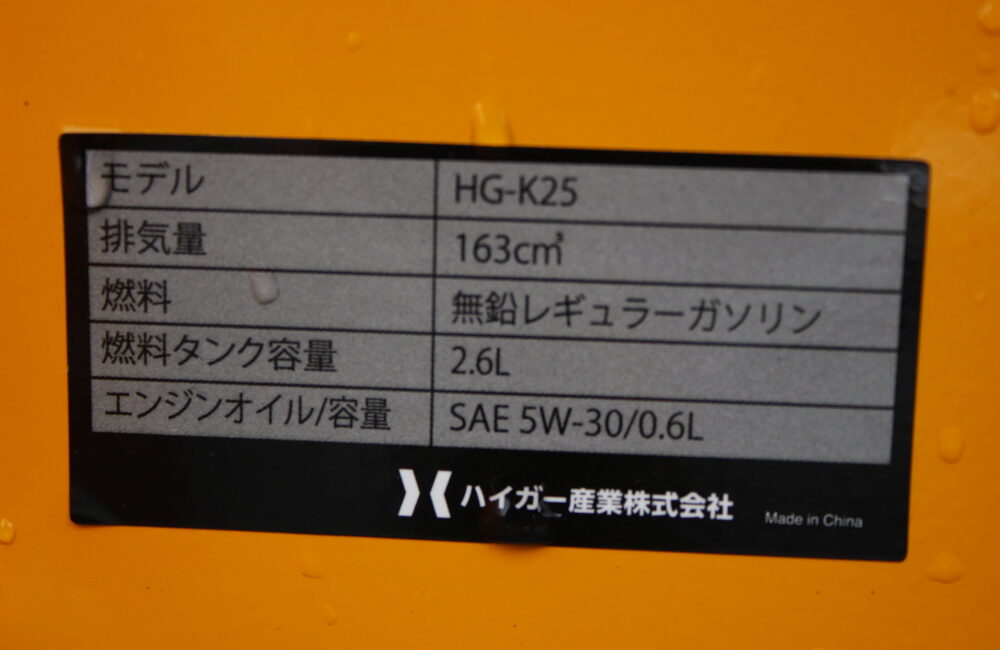 モデル HG-K25
排気量 163cm³
燃料 無鉛レギュラーガソリン
燃料タンク容量 2.6L
エンジンオイル/容量 SAE 5W-30/0.6L
ハイガー産業株式会社 Made in China